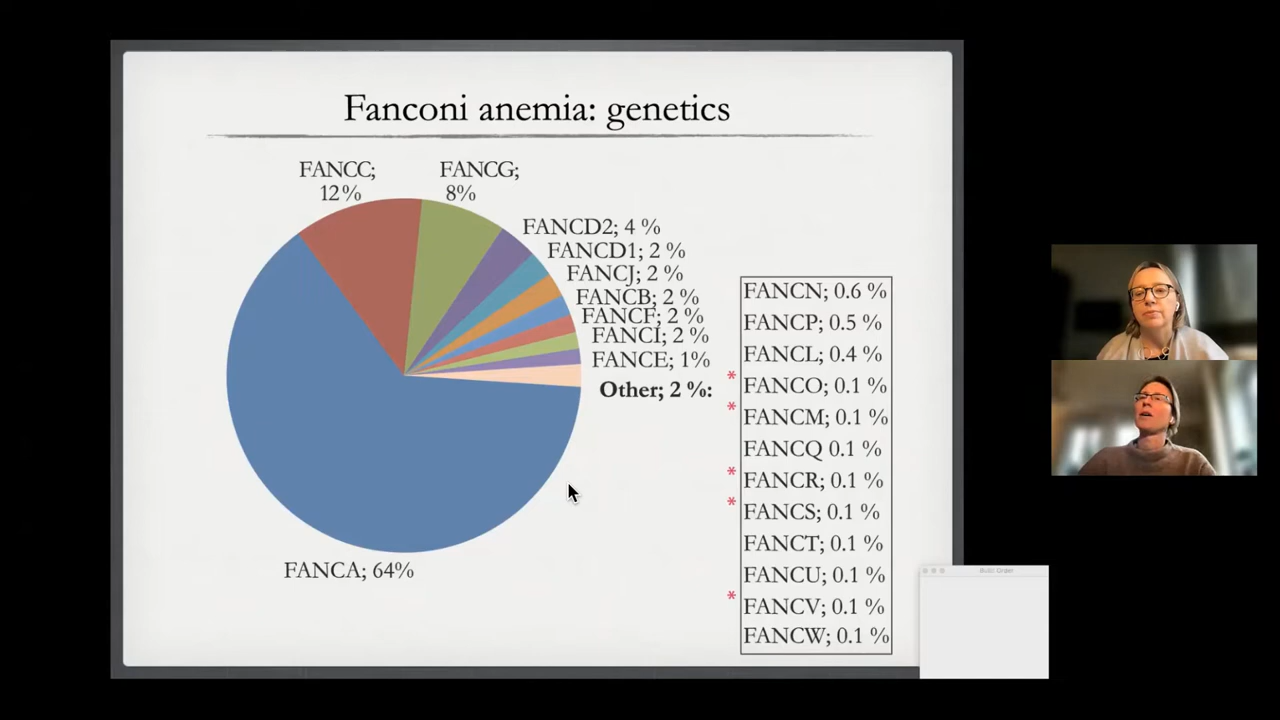 Fanconi anemia: genetics
FANCC;
12%
FANCG;
8%
FANCD2; 4 %
FANCD1; 2 %
FANCJ; 2 %
FANCB; 2 %
FANCF; 2 %
FANCI; 2 %
FANCE; 1%
Other; 2 %:
FANCA; 64%
FANCN; 0.6 %
FANCP; 0.5 %
FANCL; 0.4 %
* FANCO; 0.1 %
* FANCM; 0.1 %
FANCQ 0.1 %
* FANCR; 0.1 %
* FANCS; 0.1 %
FANCT; 0.1 %
FANCU; 0.1 %
* FANCV; 0.1 %
FANCW; 0.1 %